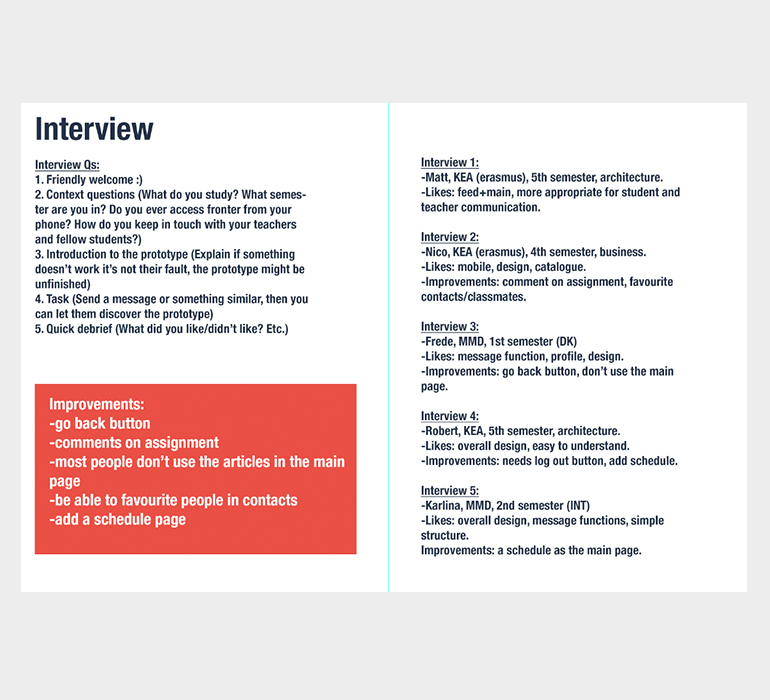 Interview
Interview Qs:
1. Friendly welcome :)
2. Context questions (What do you study? What semes-
ter are you in? Do you ever access fronter from your
phone? How do you keep in touch with your teachers
and fellow students?)
3. Introduction to the prototype (Explain if something
doesn't work it's not their fault, the prototype might be
unfinished)
4. Task (Send a message or something similar, then you
can let them discover the prototype)
5. Quick debrief (What did you like/didn't like? Etc.)
Improvements:
-go back button
-comments on assignment
-most people don't use the articles in the main
page
-be able to favourite people in contacts
-add a schedule page
Interview 1:
-Matt, KEA (erasmus), 5th semester, architecture.
-Likes: feed+main, more appropriate for student and
teacher communication.
Interview 2:
-Nico, KEA (erasmus), 4th semester, business.
-Likes: mobile, design, catalogue.
-Improvements: comment on assignment, favourite
contacts/classmates.
Interview 3:
-Frede, MMD, 1st semester (DK)
-Likes: message function, profile, design.
-Improvements: go back button, don't use the main
page.
Interview 4:
-Robert, KEA, 5th semester, architecture.
-Likes: overall design, easy to understand.
-Improvements: needs log out button, add schedule.
Interview 5:
-Karlina, MMD, 2nd semester (INT)
-Likes: overall design, message functions, simple
structure.
Improvements: a schedule as the main page.